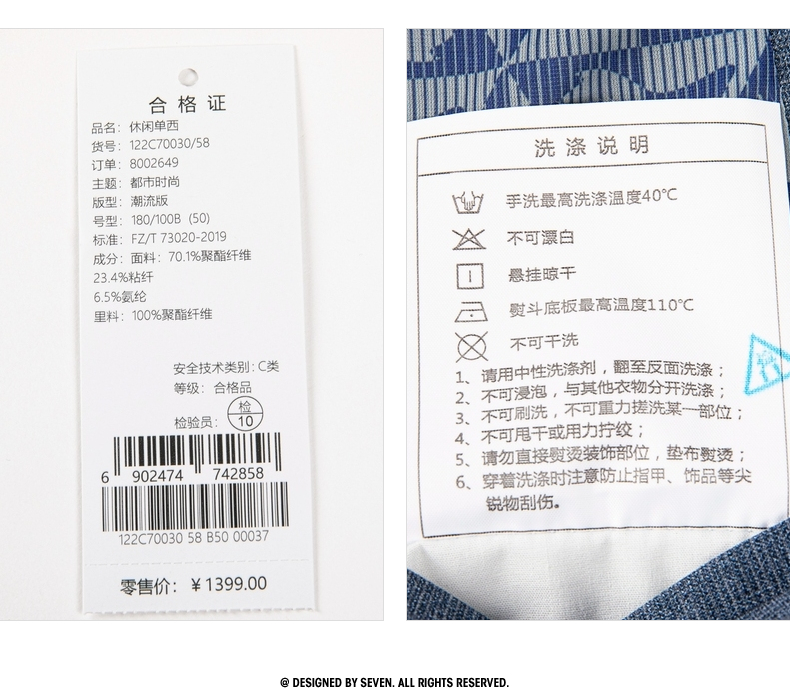 合格证
品名：休闲单西
货号：122C70030/58
订单：8002649
主题：都市时尚
版型：潮流版
号型：180/100B（50）
标准：FZ/T 73020-2019
成分：面料：70.1%聚酯纤维
23.4%粘纤
6.5%氨纶
里料：100%聚酯纤维
安全技术类别：C类
等级：合格品
检验员：检10
6 902474 742858
122C70030 58 B50 00037
零售价：￥1399.00
洗涤说明
手洗最高洗涤温度40℃
不可漂白
悬挂晾干
熨斗底板最高温度110℃
不可干洗
1、请用中性洗涤剂，翻至反面洗涤；
2、不可浸泡，与其他衣物分开洗涤；
3、不可刷洗，不可重力搓洗某一部位；
4、不可甩干或用力拧绞；
5、请勿直接熨烫装饰部位，垫布熨烫；
6、穿着洗涤时注意防止指甲、饰品等尖
锐物刮伤。
@ DESIGNED BY SEVEN. ALL RIGHTS RESERVED.